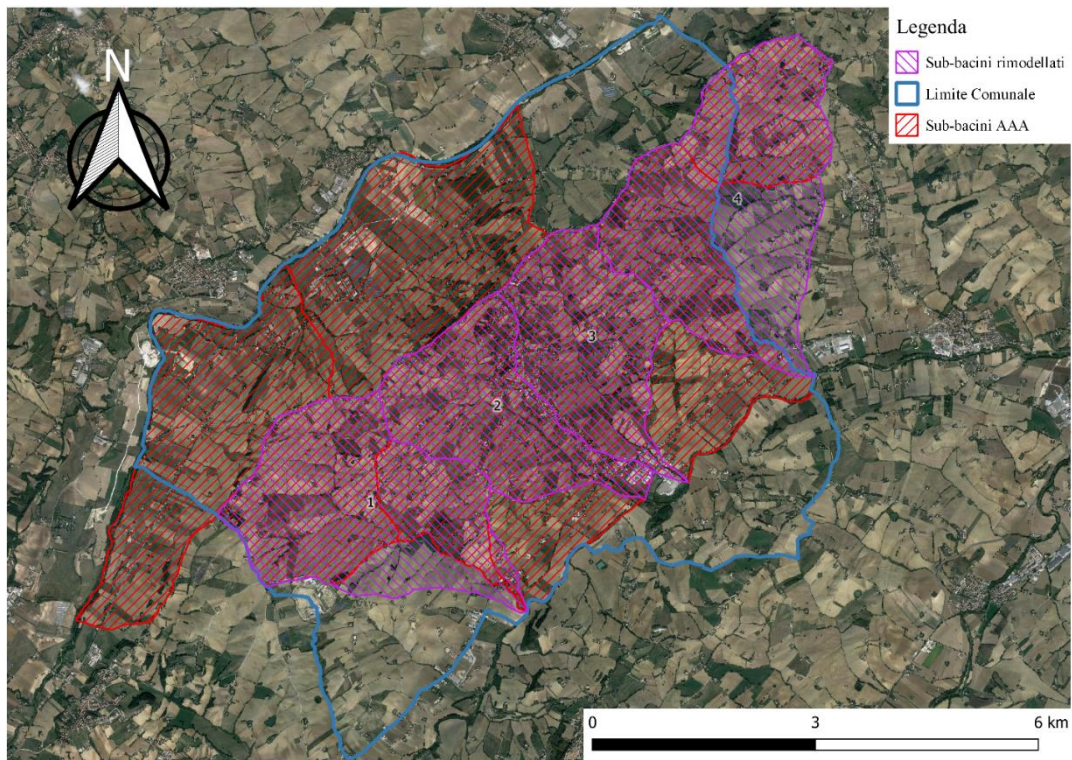 N
Legenda
Sub-bacini rimodellati
Limite Comunale
Sub-bacini AAA
4
3
2
1
0 3 6 km